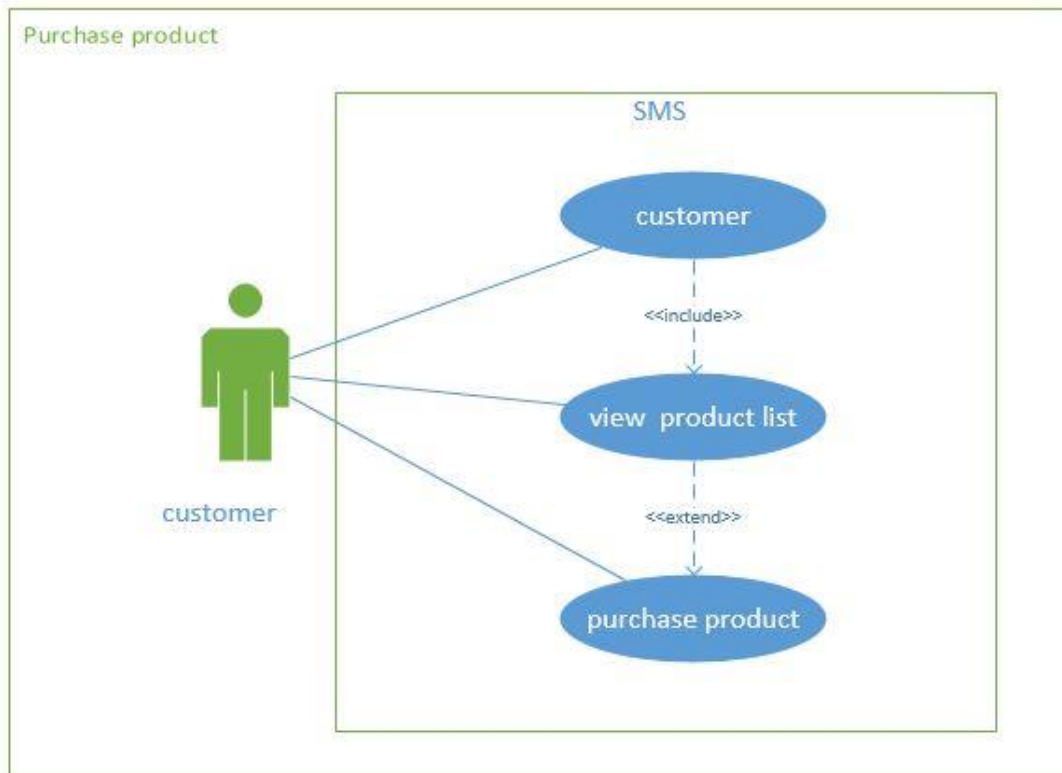 Purchase product
SMS
customer
<<include>>
view product list
customer
<<extend>>
purchase product